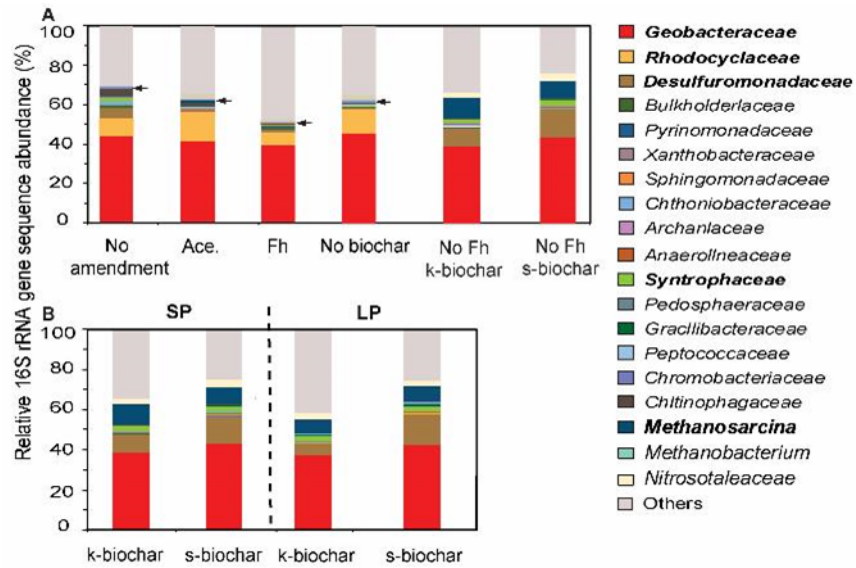 A
100
80
60
40
20
0
No amendment
Ace.
Fh
No biochar
No Fh k-biochar
No Fh s-biochar
Relative 16S rRNA gene sequence abundance (%)
B
SP
LP
100
80
60
40
20
0
k-biochar
s-biochar
k-biochar
s-biochar
Geobacteraceae
Rhodocyclaceae
Desulfuromonadaceae
Bulkholderlaceae
Pyrinomonadaceae
Xanthobacteraceae
Sphingomonadaceae
Chthoniobacteraceae
Archanlaceae
Anaerollneaceae
Syntrophaceae
Pedosphaeraceae
Gracllibacteraceae
Peptococcaceae
Chromobacteriaceae
Chltinophagaceae
Methanosarcina
Methanobacterium
Nitrosotaleaceae
Others